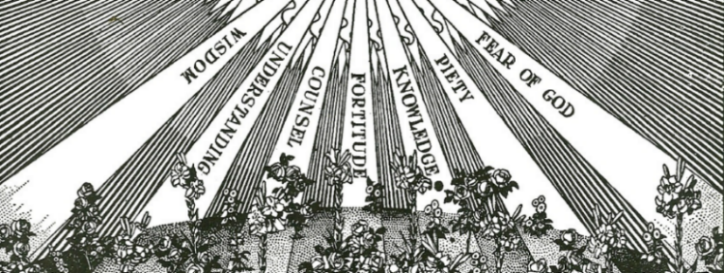 WISDOM
UNDERSTANDING
COUNSEL
FORTITUDE
KNOWLEDGE
PIETY
FEAR OF GOD